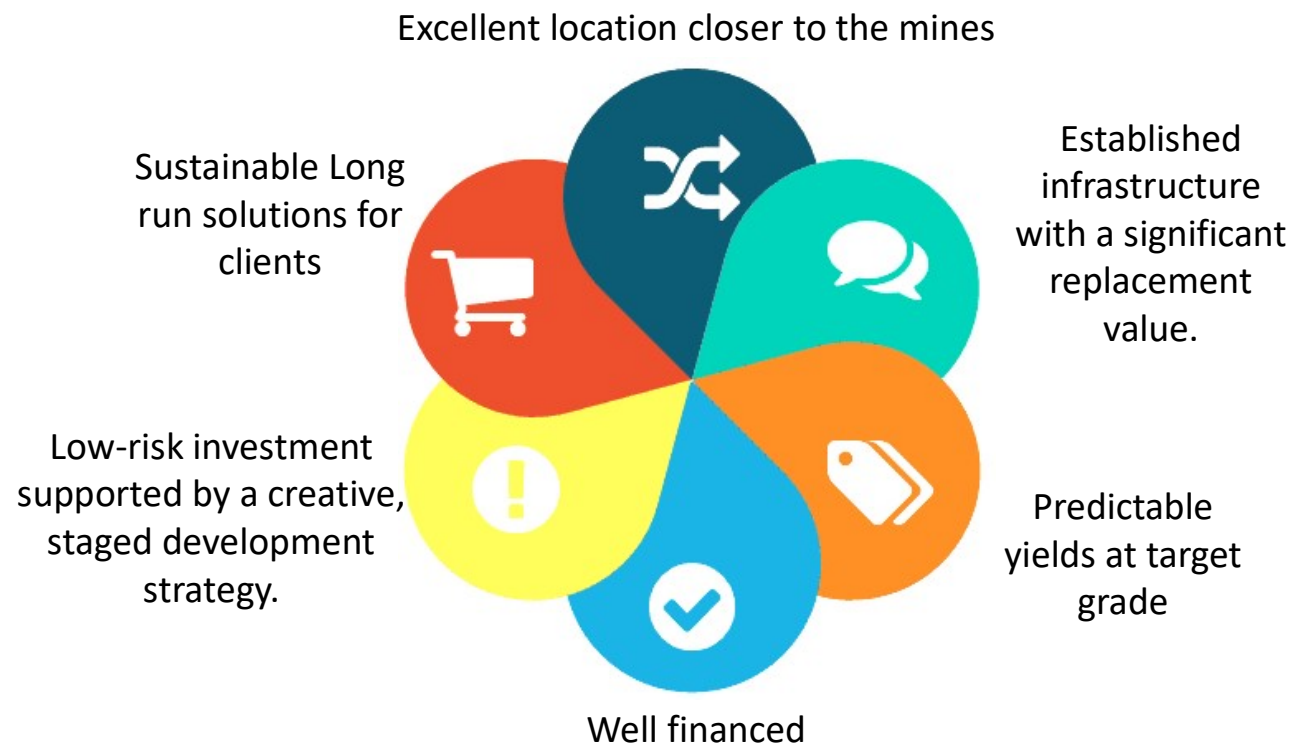 Excellent location closer to the mines
Established
infrastructure
with a significant
replacement
value.
Predictable
yields at target
grade
Well financed
Low-risk investment
supported by a creative,
staged development
strategy.
Sustainable Long
run solutions for
clients